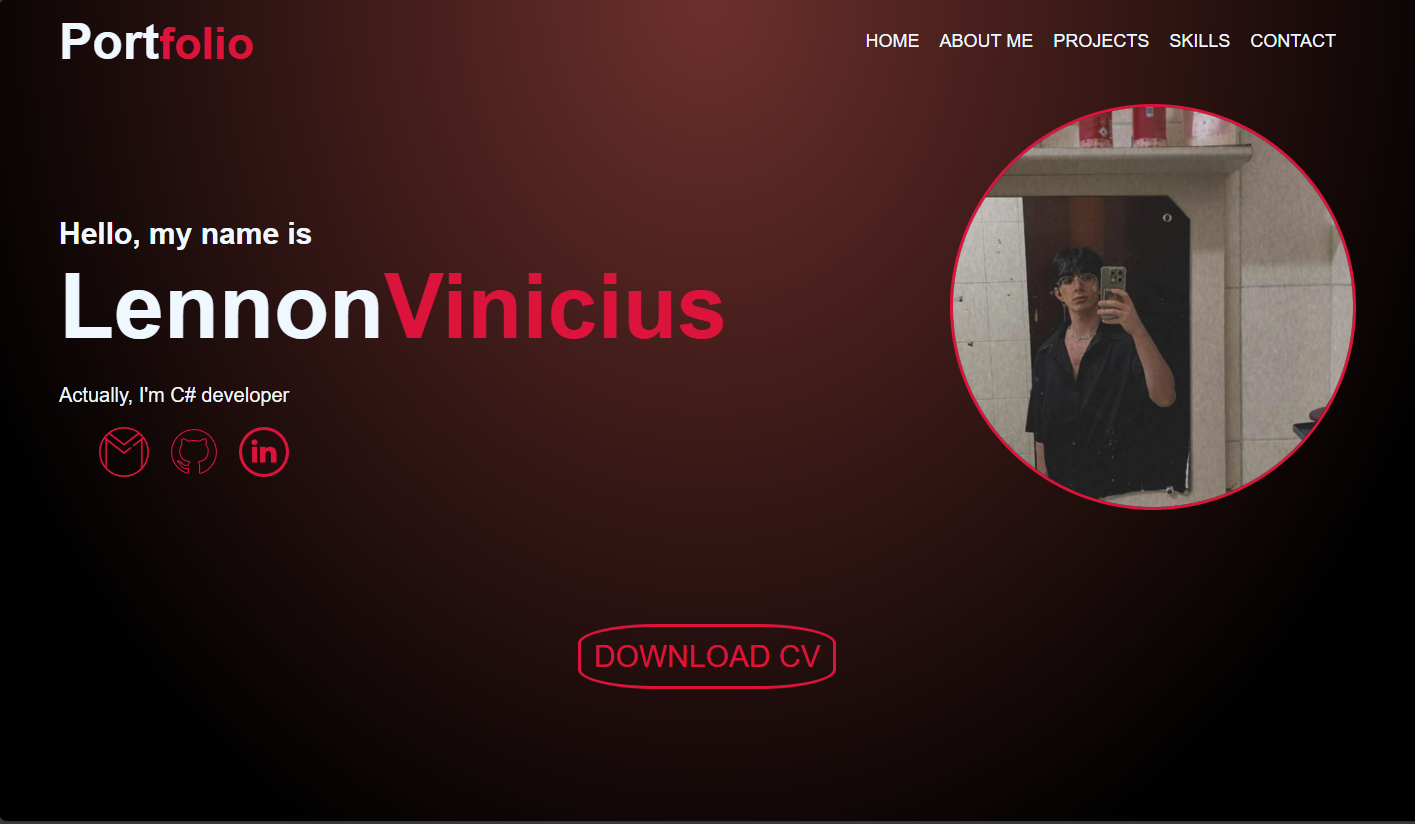 Portfolio
HOME ABOUT ME PROJECTS SKILLS CONTACT
Hello, my name is
LennonVinicius
Actually, I'm C# developer
in
DOWNLOAD CV